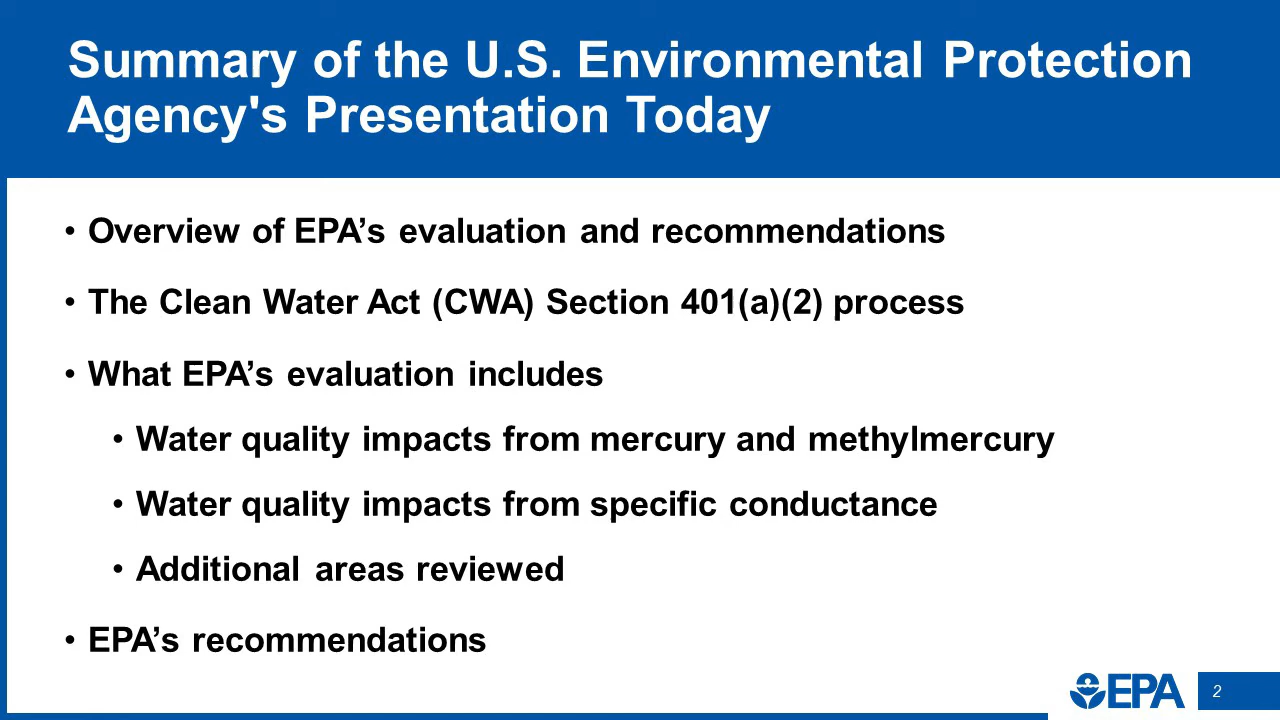 Summary of the U.S. Environmental Protection
Agency's Presentation Today
• Overview of EPA’s evaluation and recommendations
• The Clean Water Act (CWA) Section 401(a)(2) process
• What EPA’s evaluation includes
• Water quality impacts from mercury and methylmercury
• Water quality impacts from specific conductance
• Additional areas reviewed
• EPA’s recommendations
EPA
2